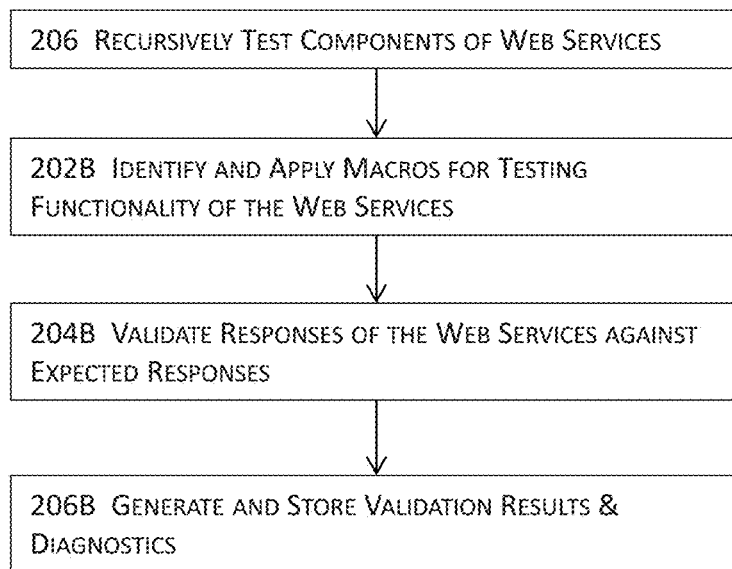 206 RECURSIVELY TEST COMPONENTS OF WEB SERVICES
202B IDENTIFY AND APPLY MACROS FOR TESTING
FUNCTIONALITY OF THE WEB SERVICES
204B VALIDATE RESPONSES OF THE WEB SERVICES AGAINST
EXPECTED RESPONSES
206B GENERATE AND STORE VALIDATION RESULTS &
DIAGNOSTICS